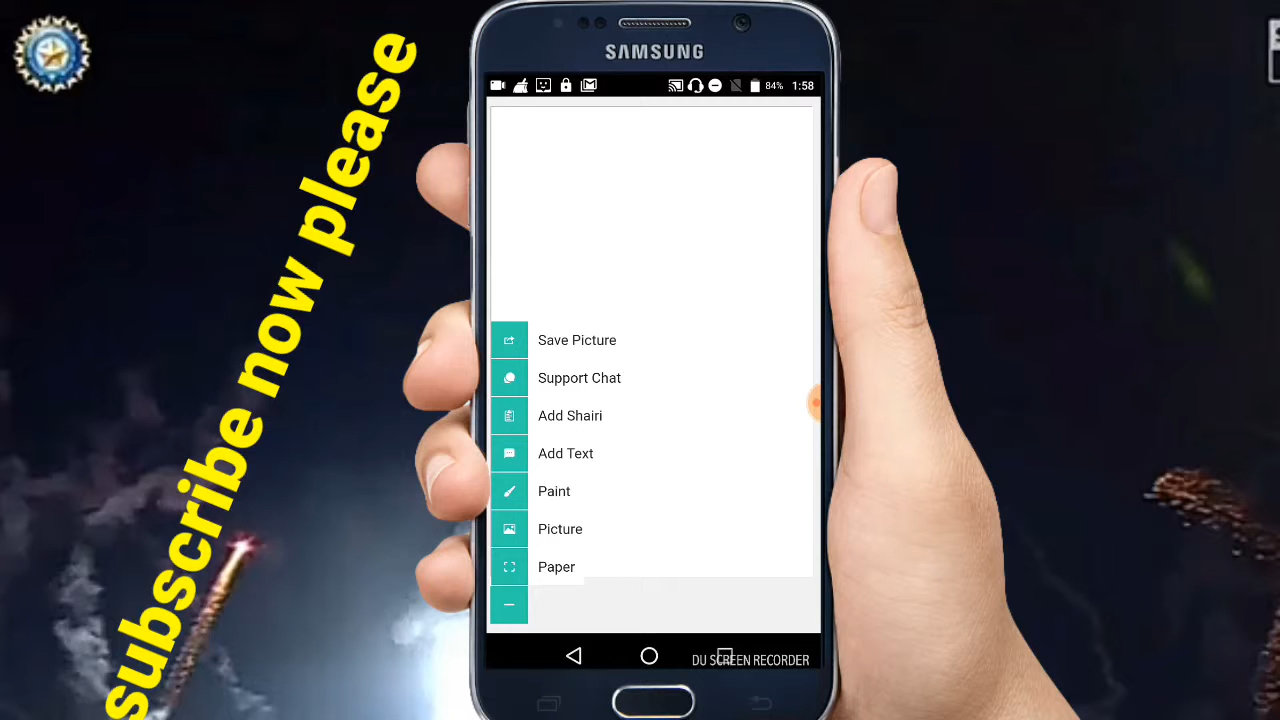 subscribe now please
SAMSUNG
84% 1:58
Save Picture
Support Chat
Add Shairi
Add Text
Paint
Picture
Paper
DU SCREEN RECORDER